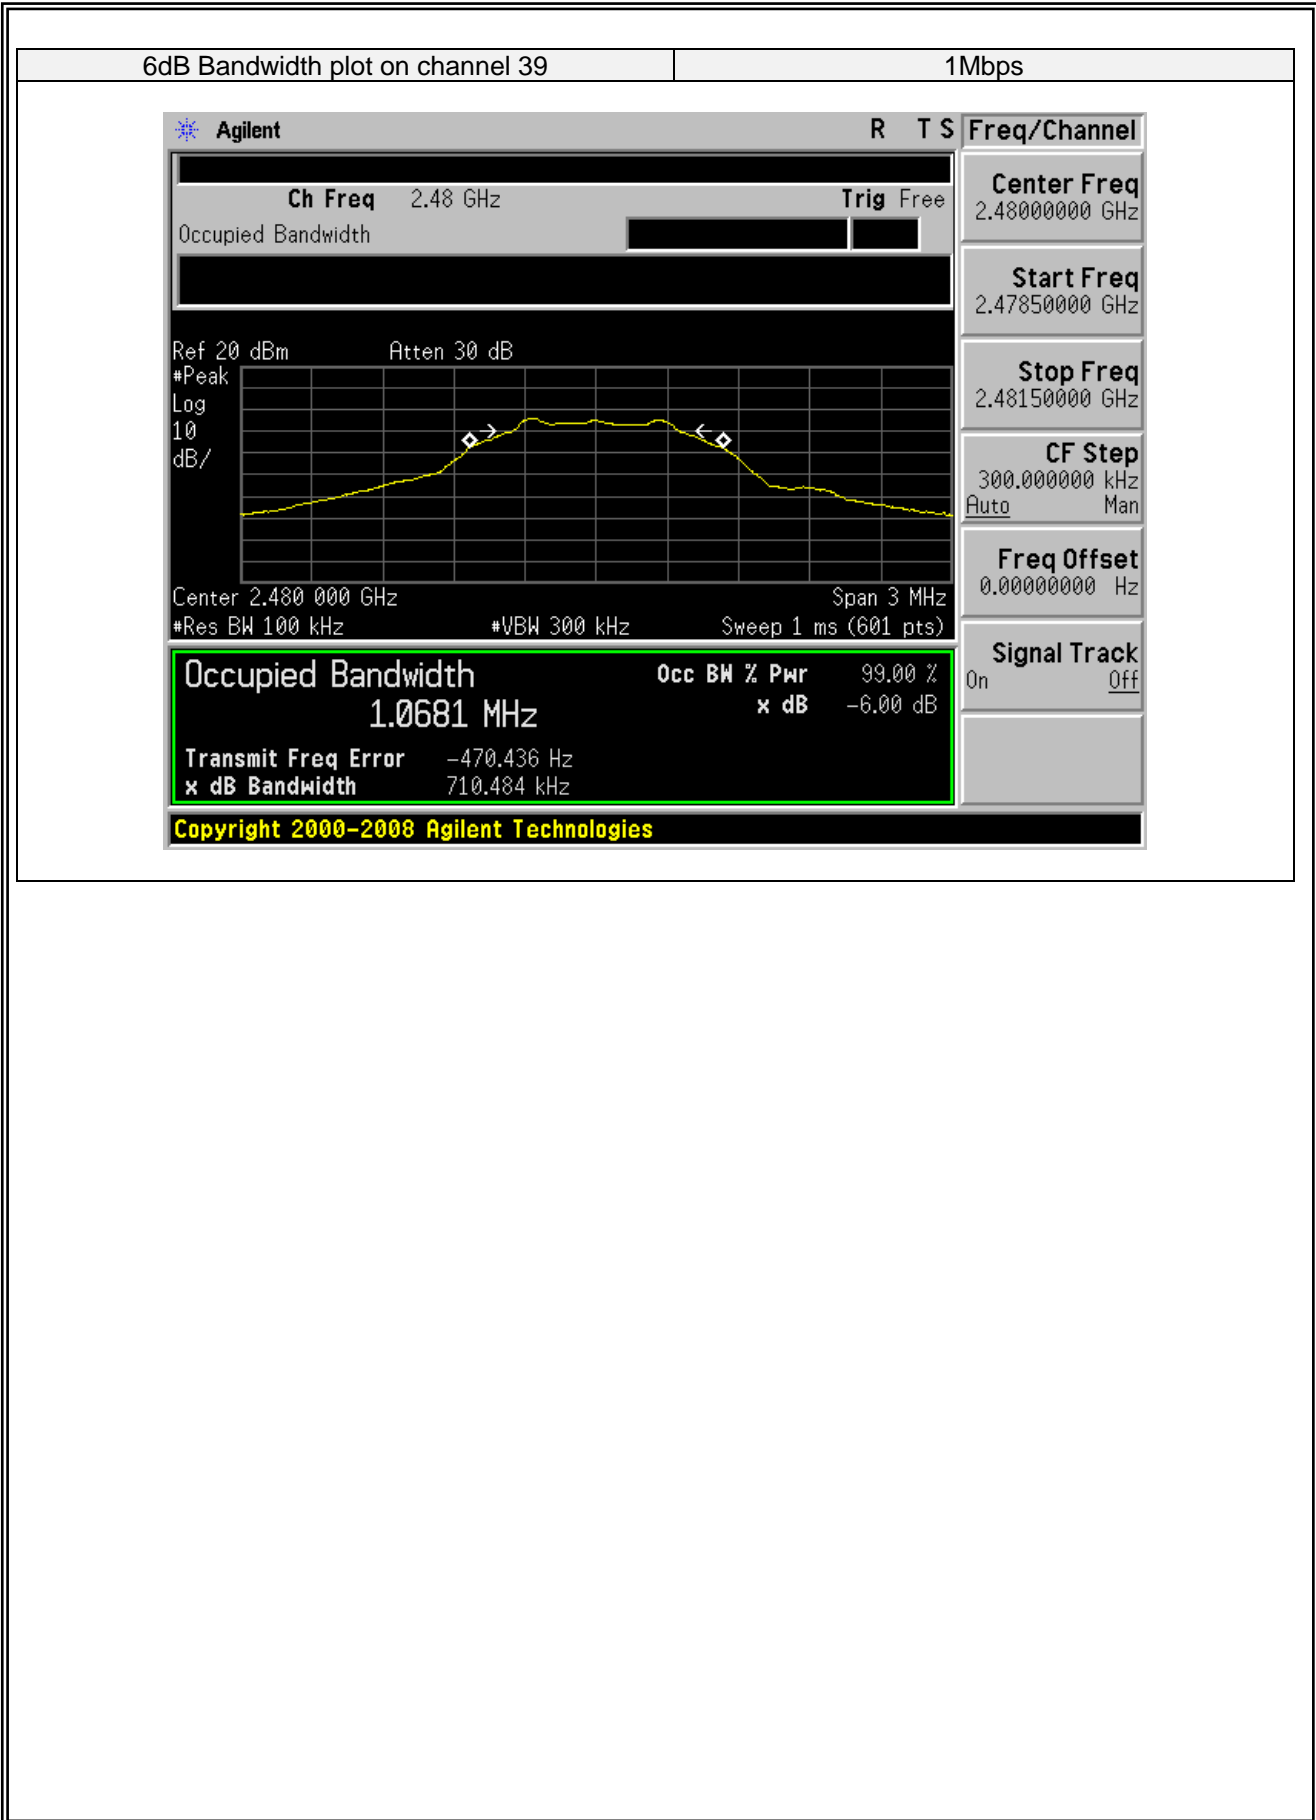 6dB Bandwidth plot on channel 39 1Mbps
Agilent R T S Freq/Channel
Ch Freq 2.48 GHz Trig Free
Occupied Bandwidth
Center Freq
2.48000000 GHz
Start Freq
2.47850000 GHz
Stop Freq
2.48150000 GHz
CF Step
300.000000 kHz
Auto Man
Freq Offset
0.00000000 Hz
Signal Track
On Off
Ref 20 dBm Atten 30 dB
#Peak
Log
10
dB/
Center 2.480 000 GHz Span 3 MHz
#Res BW 100 kHz #VBW 300 kHz Sweep 1 ms (601 pts)
Occupied Bandwidth Occ BW % Pwr 99.00 %
1.0681 MHz x dB -6.00 dB
Transmit Freq Error -470.436 Hz
x dB Bandwidth 710.484 kHz
Copyright 2000-2008 Agilent Technologies